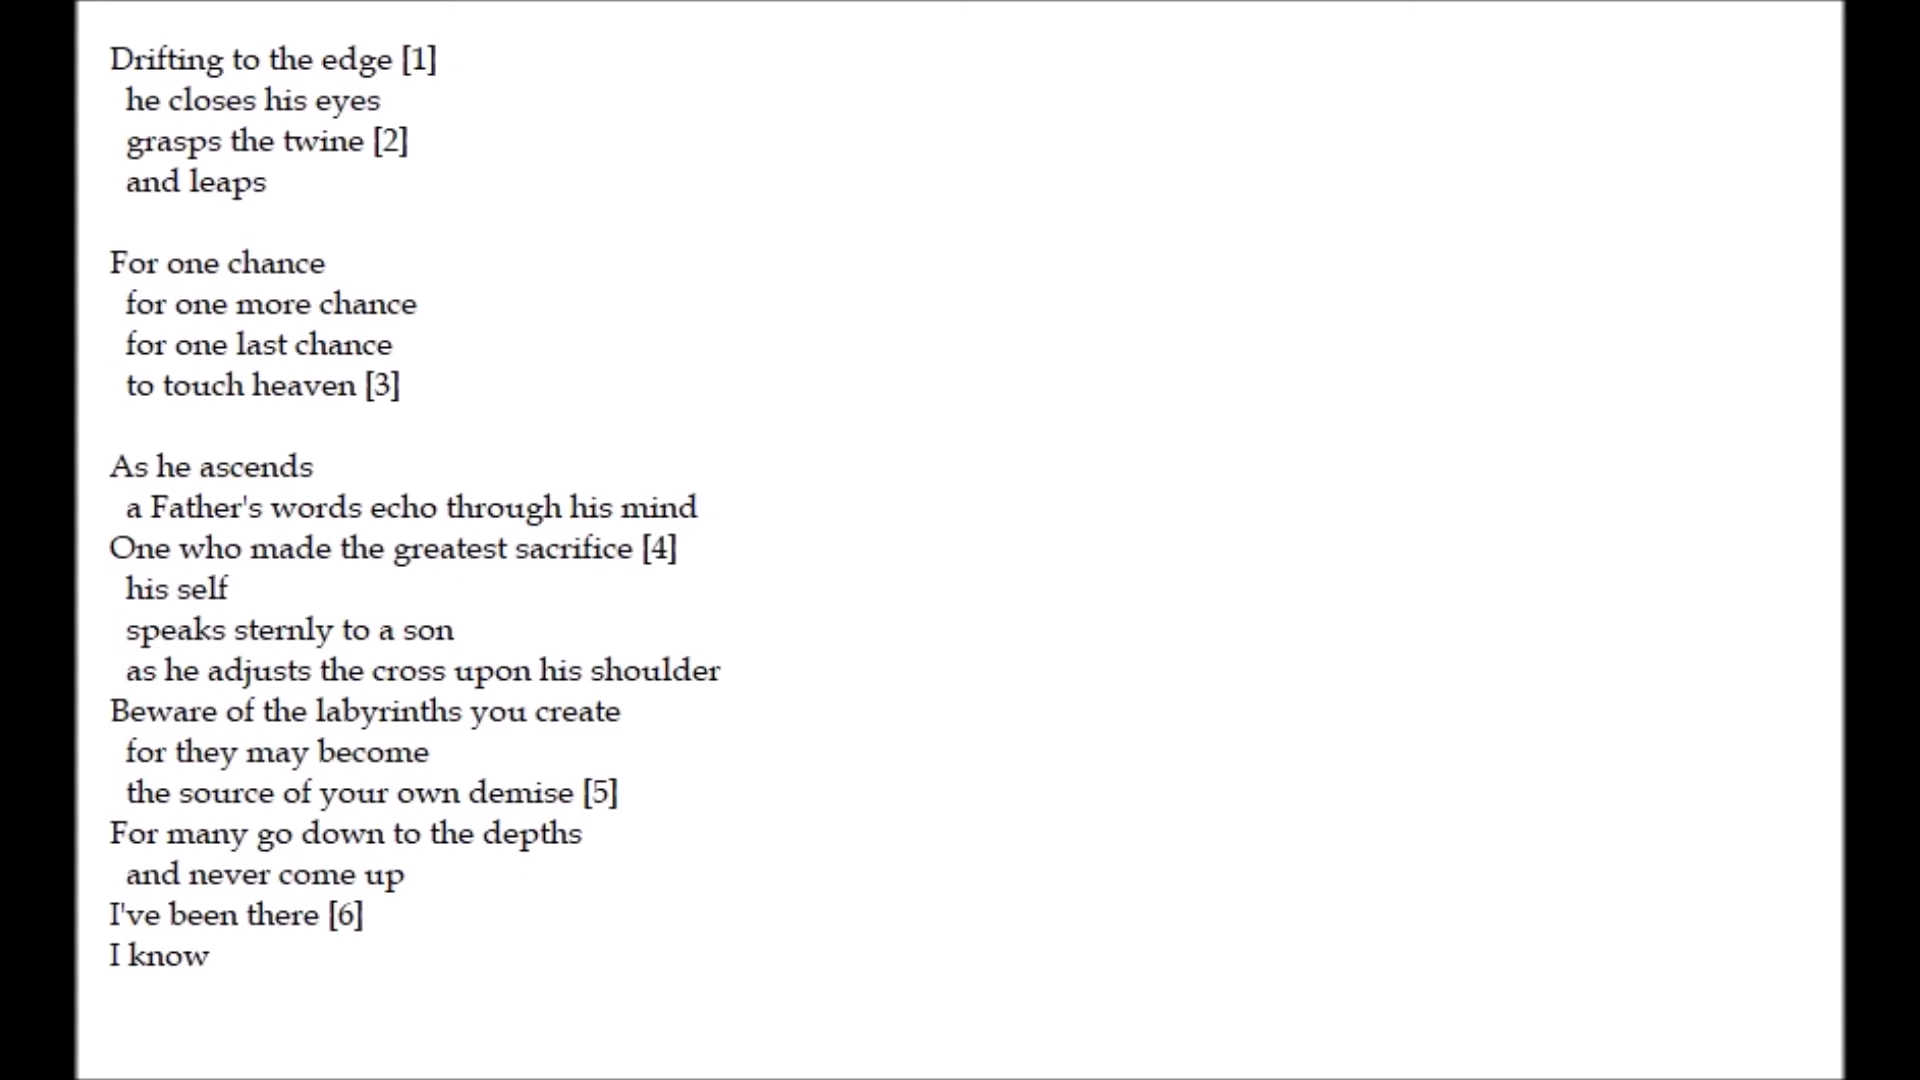 Drifting to the edge [1]
he closes his eyes
grasps the twine [2]
and leaps
For one chance
for one more chance
for one last chance
to touch heaven [3]
As he ascends
a Father's words echo through his mind
One who made the greatest sacrifice [4]
his self
speaks sternly to a son
as he adjusts the cross upon his shoulder
Beware of the labyrinths you create
for they may become
the source of your own demise [5]
For many go down to the depths
and never come up
I've been there [6]
I know